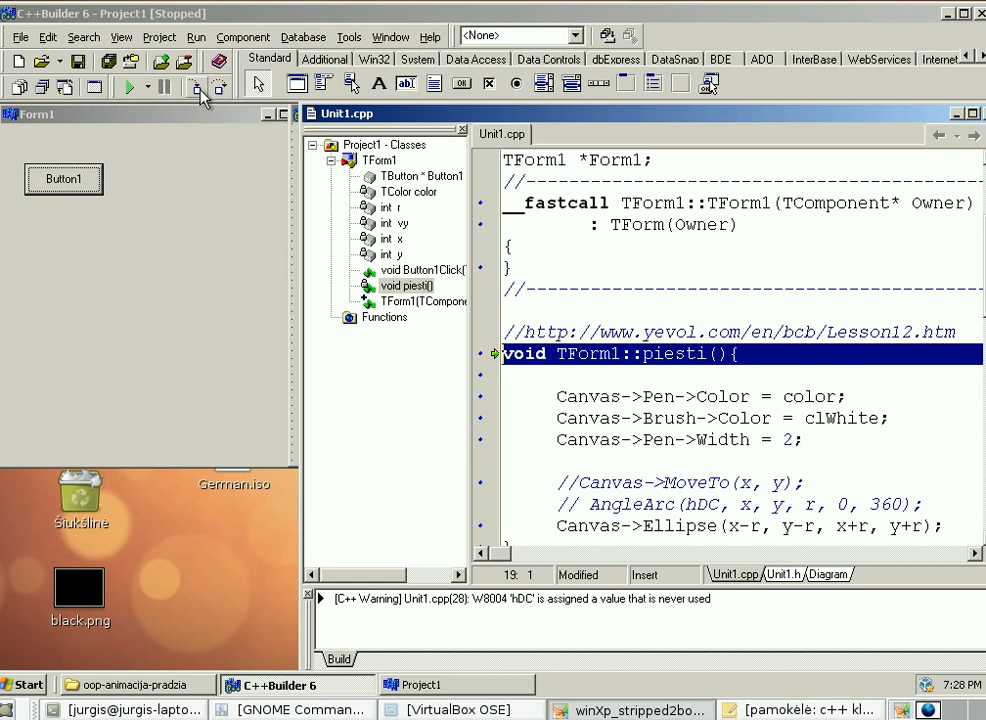 C++Builder 6 - Project1 [Stopped]
File Edit Search View Project Run Component Database Tools Window Help
<None>
Standard Additional Win32 System Data Access Data Controls dbExpress DataSnap BDE ADO InterBase WebServices Internet
Form1
Button1
German.iso
Šiukšlinė
black.png
Unit1.cpp
Project1 - Classes
TForm1
TButton * Button1
TColor color
int r
int vy
int x
int y
void Button1Click(
void piesti()
TForm1(TCompone
Functions
Unit1.cpp
TForm1 *Form1;
//------------------------------------------
__fastcall TForm1::TForm1(TComponent* Owner)
: TForm(Owner)
{
}
//------------------------------------------
//http://www.yevol.com/en/bcb/Lesson12.htm
void TForm1::piesti(){
Canvas->Pen->Color = color;
Canvas->Brush->Color = clWhite;
Canvas->Pen->Width = 2;
//Canvas->MoveTo(x, y);
// AngleArc(hDC, x, y, r, 0, 360);
Canvas->Ellipse(x-r, y-r, x+r, y+r);
19: 1 Modified Insert Unit1.cpp Unit1.h Diagram
[C++ Warning] Unit1.cpp(28): W8004 'hDC' is assigned a value that is never used
Build
Start oop-animacija-pradzia C++Builder 6 Project1 7:28 PM
[jurgis@jurgis-lapto... [GNOME Comman... [VirtualBox OSE] winXp_stripped2bo... [pamokėlė: c++ kl...